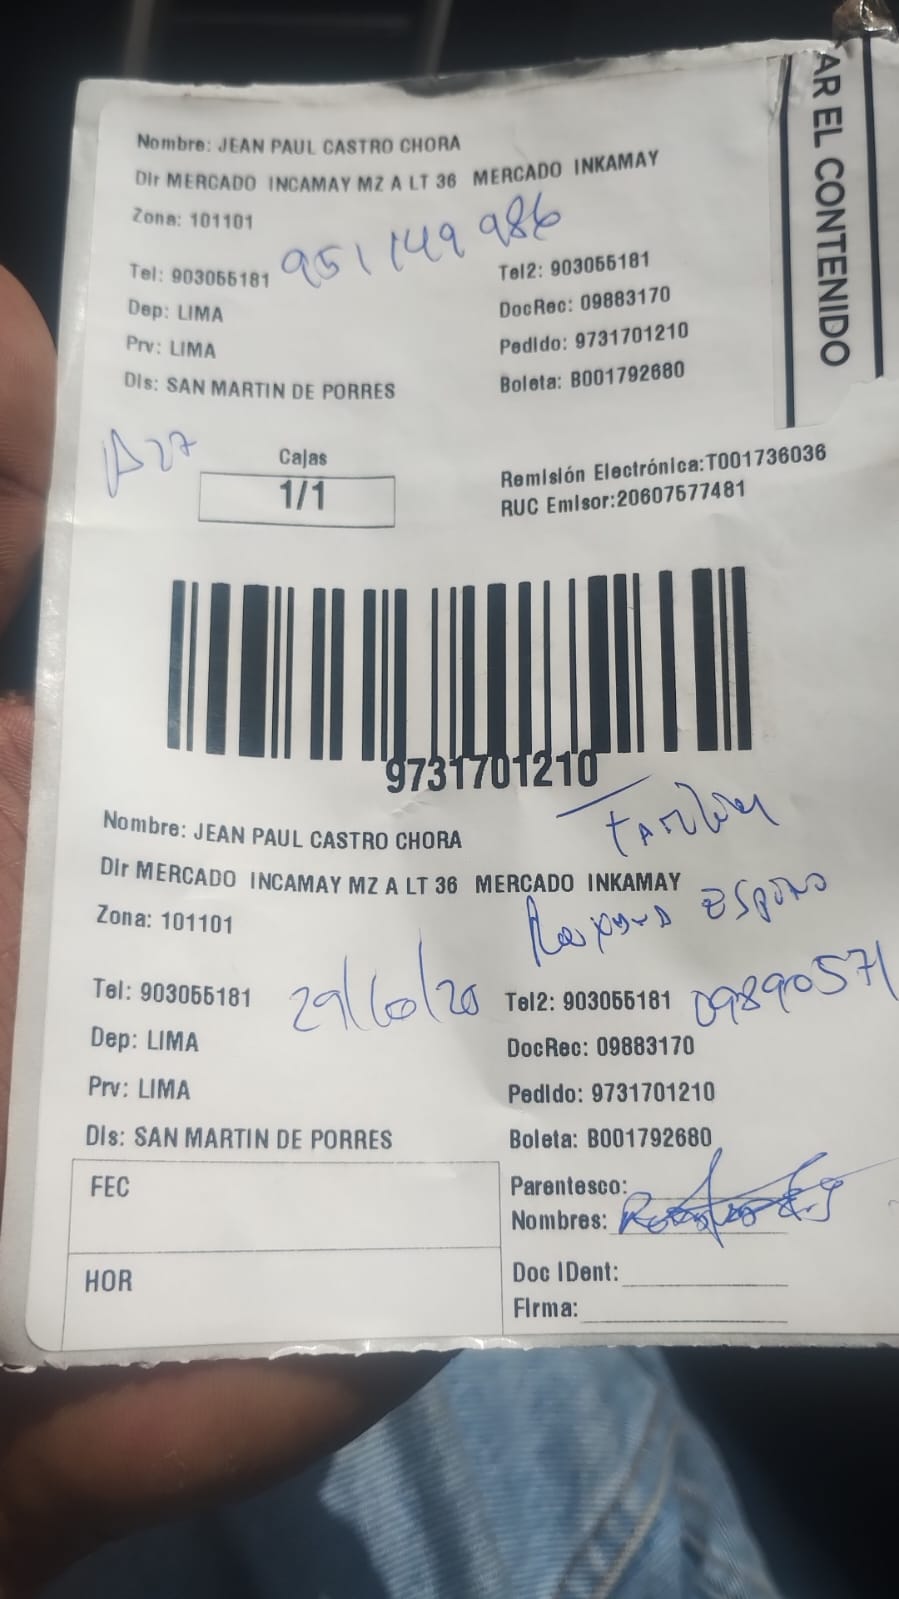 AR EL CONTENIDO
Nombre: JEAN PAUL CASTRO CHORA
Dir MERCADO INCAMAY MZ A LT 36 MERCADO INKAMAY
Zona: 101101
951149986
Tel: 903055181 Tel2: 903055181
Dep: LIMA DocRec: 09883170
Prv: LIMA Pedido: 9731701210
Dis: SAN MARTIN DE PORRES Boleta: B001792680
A27
Cajas
1/1
Remisión Electrónica:T001736036
RUC Emisor:20607577481
9731701210
Familiar
Nombre: JEAN PAUL CASTRO CHORA
Dir MERCADO INCAMAY MZ A LT 36 MERCADO INKAMAY
Zona: 101101
Espino
Tel: 903055181 Tel2: 903055181 09890571
Dep: LIMA DocRec: 09883170
Prv: LIMA Pedido: 9731701210
Dis: SAN MARTIN DE PORRES Boleta: B001792680
FEC
Parentesco:
Nombres:
HOR
Doc IDent:
Firma: